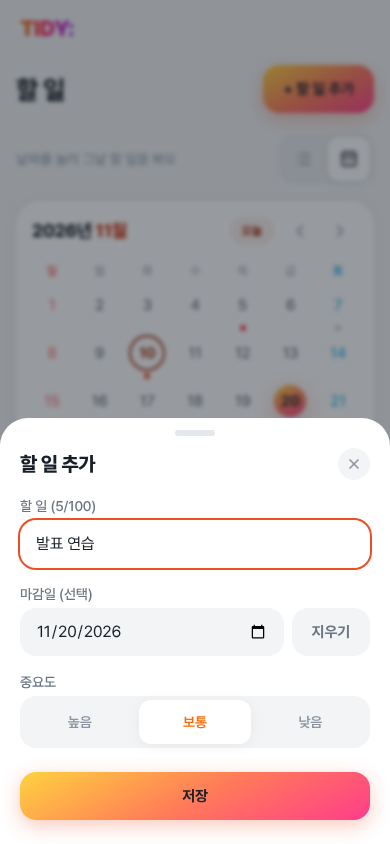 TIDY:
할 일
+ 할 일 추가
2026년 11월
오늘
일 월 화 수 목 금 토
1 2 3 4 5 6 7
8 9 10 11 12 13 14
15 16 17 18 19 20 21
할 일 추가
할 일 (5/100)
발표 연습
마감일 (선택)
11/20/2026
지우기
중요도
높음 보통 낮음
저장